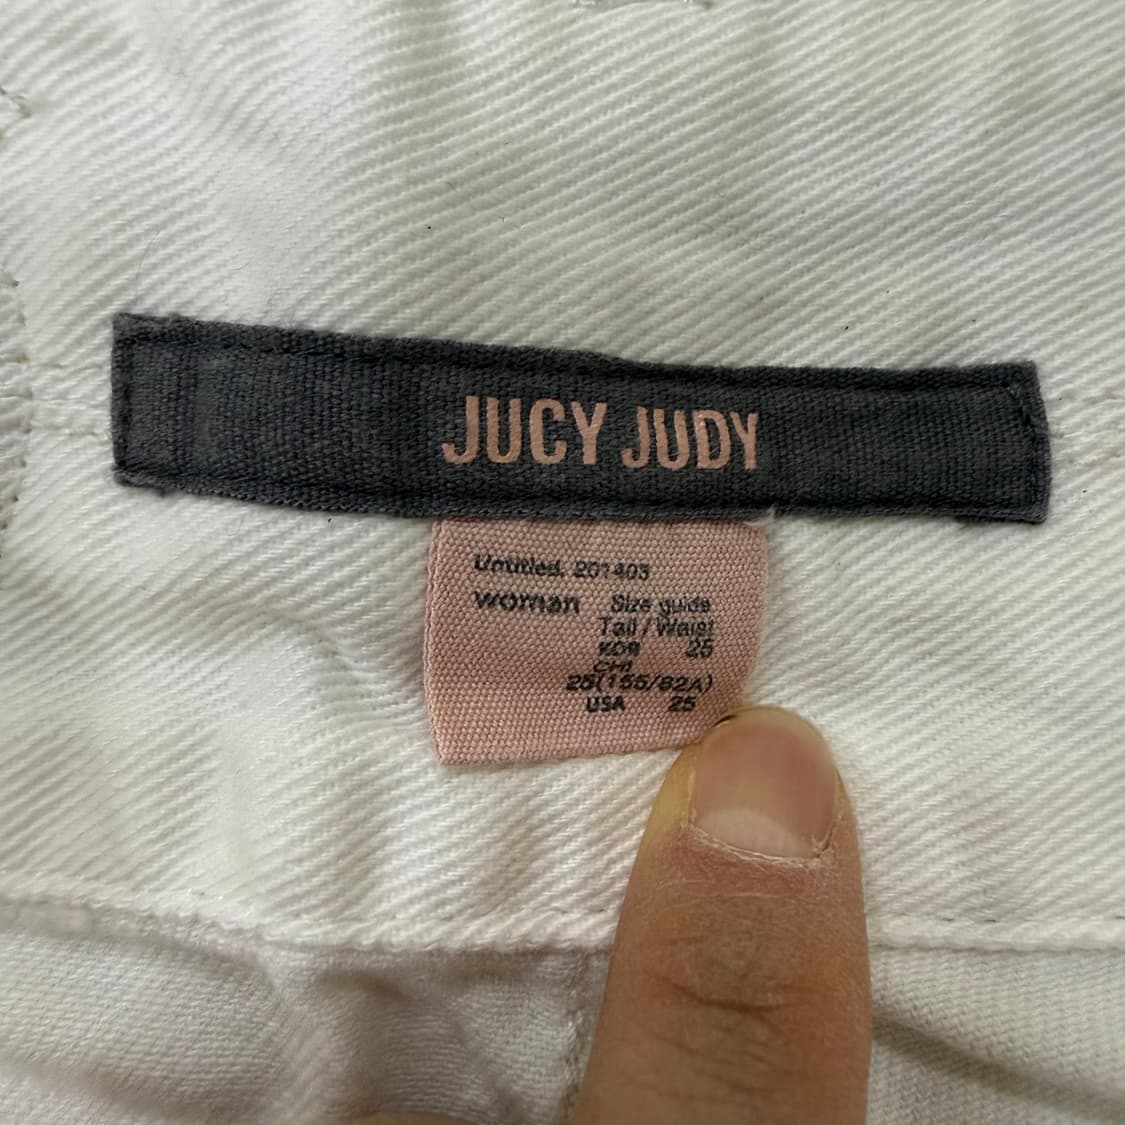 JUCY JUDY
Untitled. 201403
woman Size guide
Tall / Waist
KOR 25
CHI
25(155/62A)
USA 25